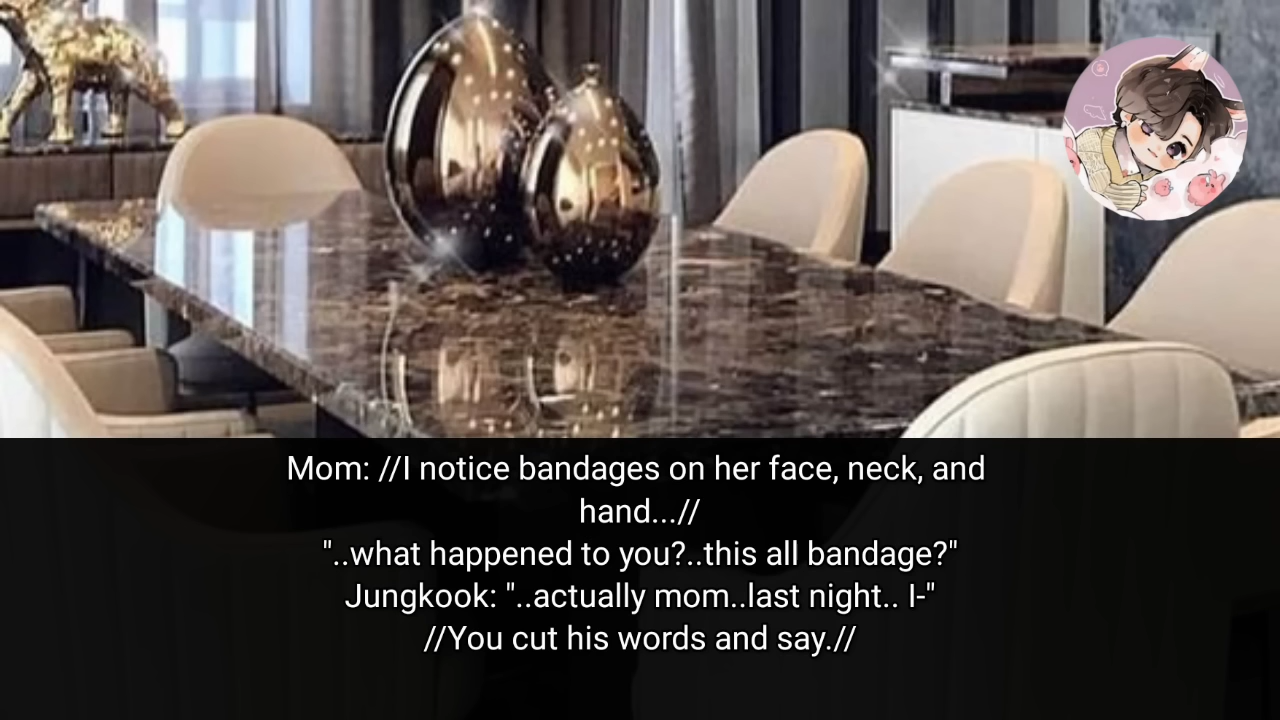 Mom: //I notice bandages on her face, neck, and
hand...//
"..what happened to you?..this all bandage?"
Jungkook: "..actually mom..last night.. I-"
//You cut his words and say.//